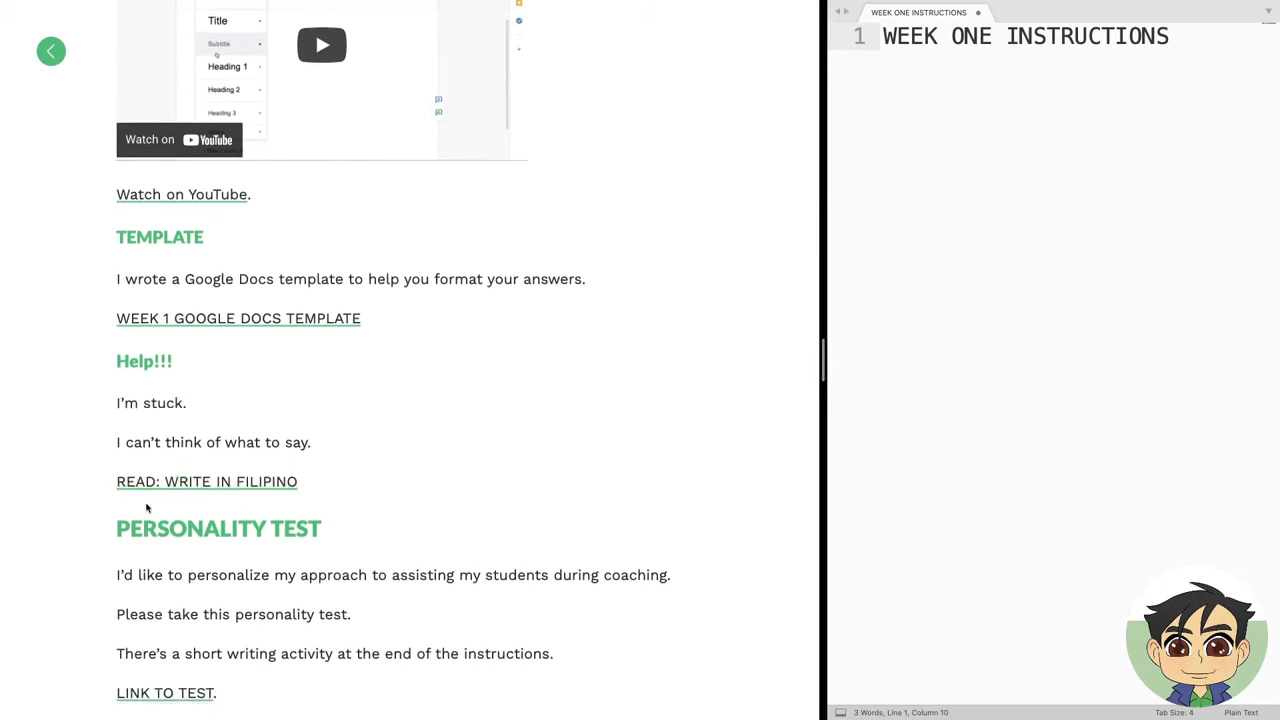 Title
Subtitle
Heading 1
Heading 2
Heading 3
Watch on YouTube
Watch on YouTube.
TEMPLATE
I wrote a Google Docs template to help you format your answers.
WEEK 1 GOOGLE DOCS TEMPLATE
Help!!!
I’m stuck.
I can’t think of what to say.
READ: WRITE IN FILIPINO
PERSONALITY TEST
I’d like to personalize my approach to assisting my students during coaching.
Please take this personality test.
There’s a short writing activity at the end of the instructions.
LINK TO TEST.
WEEK ONE INSTRUCTIONS
1 WEEK ONE INSTRUCTIONS
3 Words, Line 1, Column 10
Tab Size: 4
Plain Text